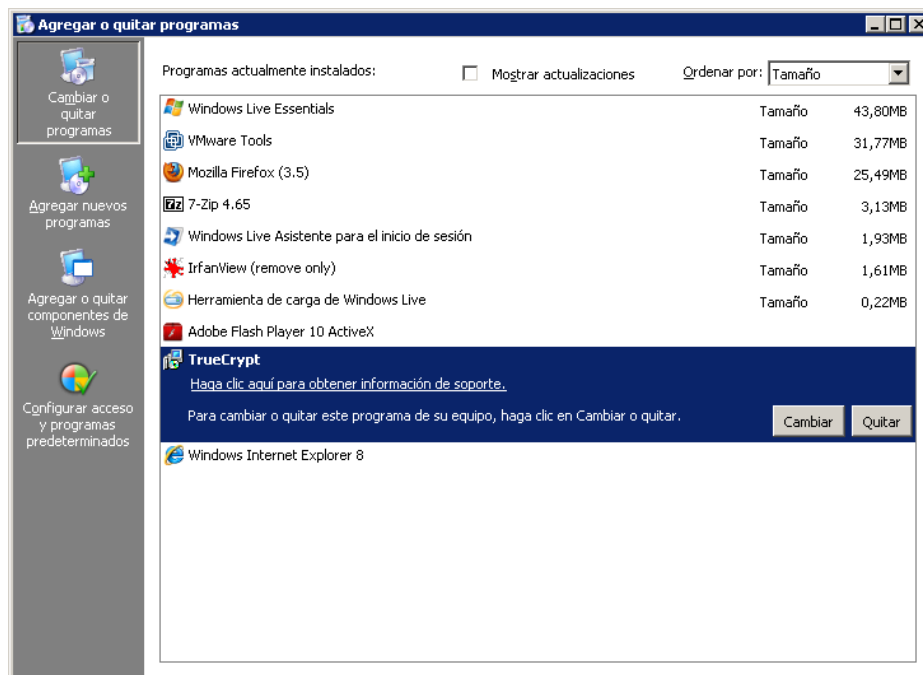 Agregar o quitar programas
Cambiar o
quitar
programas
Agregar nuevos
programas
Agregar o quitar
componentes de
Windows
Configurar acceso
y programas
predeterminados
Programas actualmente instalados:
Mostrar actualizaciones
Ordenar por: Tamaño
Windows Live Essentials Tamaño 43,80MB
VMware Tools Tamaño 31,77MB
Mozilla Firefox (3.5) Tamaño 25,49MB
7z 7-Zip 4.65 Tamaño 3,13MB
Windows Live Asistente para el inicio de sesión Tamaño 1,93MB
IrfanView (remove only) Tamaño 1,61MB
Herramienta de carga de Windows Live Tamaño 0,22MB
Adobe Flash Player 10 ActiveX
TrueCrypt
Haga clic aquí para obtener información de soporte.
Para cambiar o quitar este programa de su equipo, haga clic en Cambiar o quitar.
Cambiar Quitar
Windows Internet Explorer 8